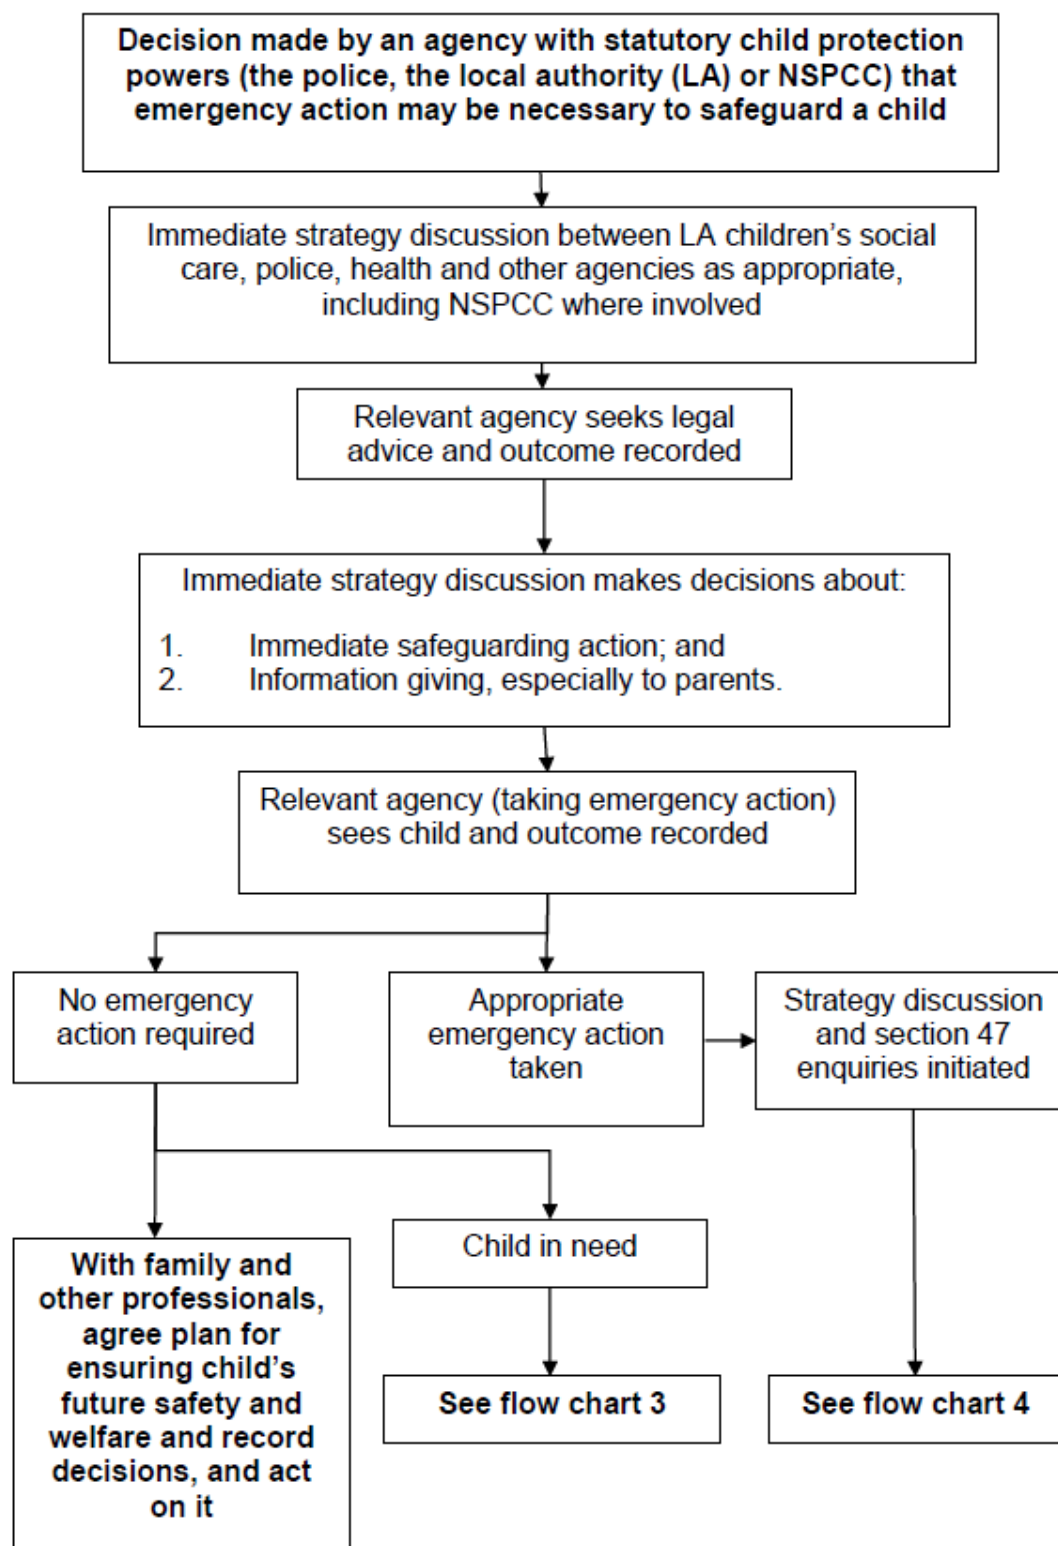 Decision made by an agency with statutory child protection
powers (the police, the local authority (LA) or NSPCC) that
emergency action may be necessary to safeguard a child
Immediate strategy discussion between LA children’s social
care, police, health and other agencies as appropriate,
including NSPCC where involved
Relevant agency seeks legal
advice and outcome recorded
Immediate strategy discussion makes decisions about:
1. Immediate safeguarding action; and
2. Information giving, especially to parents.
Relevant agency (taking emergency action)
sees child and outcome recorded
No emergency
action required
Appropriate
emergency action
taken
Strategy discussion
and section 47
enquiries initiated
With family and
other professionals,
agree plan for
ensuring child’s
future safety and
welfare and record
decisions, and act
on it
Child in need
See flow chart 3
See flow chart 4